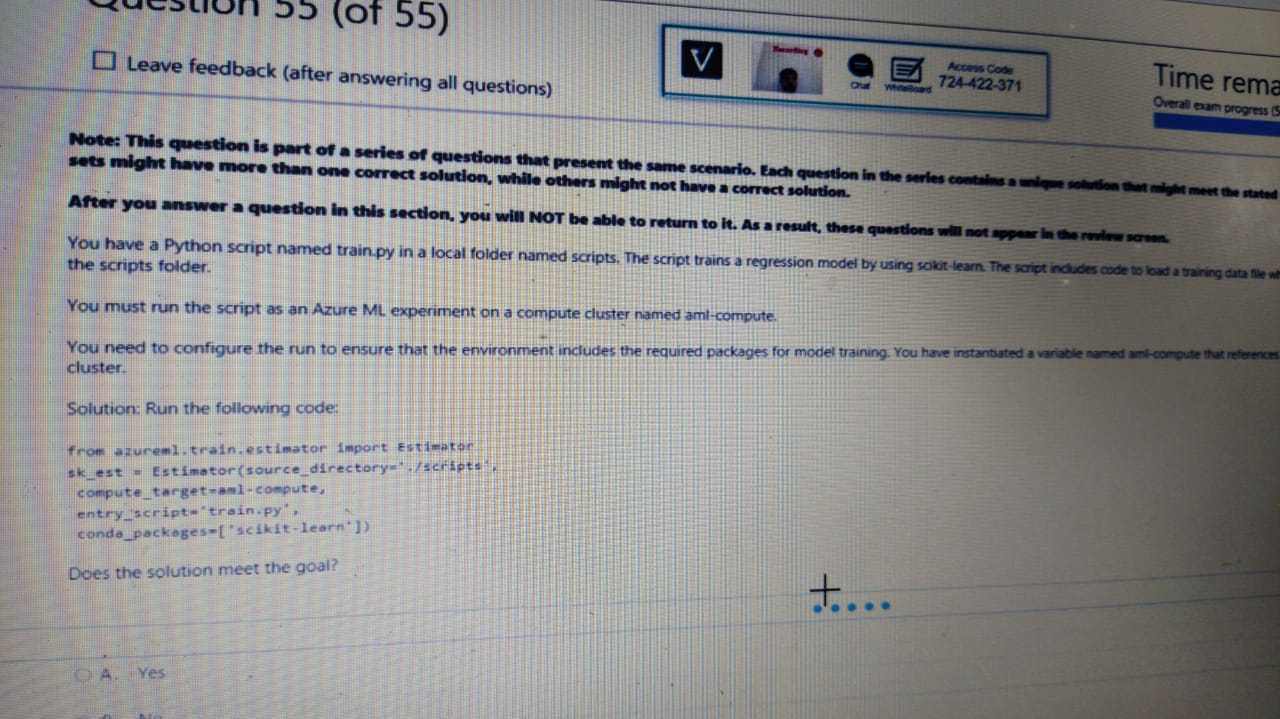 Question 55 (of 55)
Leave feedback (after answering all questions)
V
Recording
Chat
WhiteBoard
Access Code
724-422-371
Time rema
Overall exam progress (5
Note: This question is part of a series of questions that present the same scenario. Each question in the series contains a unique solution that might meet the stated
sets might have more than one correct solution, while others might not have a correct solution.
After you answer a question in this section, you will NOT be able to return to it. As a result, these questions will not appear in the review screen.
You have a Python script named train.py in a local folder named scripts. The script trains a regression model by using scikit-learn. The script includes code to load a training data file wh
the scripts folder.
You must run the script as an Azure ML experiment on a compute cluster named aml-compute.
You need to configure the run to ensure that the environment includes the required packages for model training. You have instantiated a variable named aml-compute that references
cluster.
Solution: Run the following code:
from azureml.train.estimator import Estimator
sk_est = Estimator(source_directory='./scripts',
compute_target=aml-compute,
entry_script='train.py',
conda_packages=['scikit-learn'])
Does the solution meet the goal?
A. Yes
No